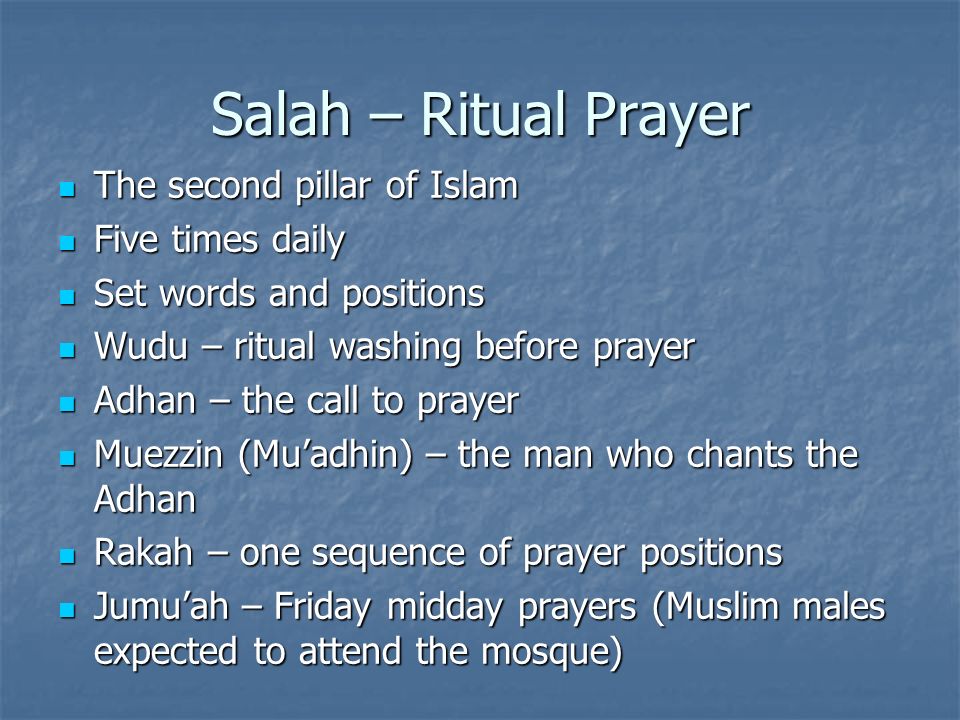 Salah – Ritual Prayer
The second pillar of Islam
Five times daily
Set words and positions
Wudu – ritual washing before prayer
Adhan – the call to prayer
Muezzin (Mu’adhin) – the man who chants the
Adhan
Rakah – one sequence of prayer positions
Jumu’ah – Friday midday prayers (Muslim males
expected to attend the mosque)